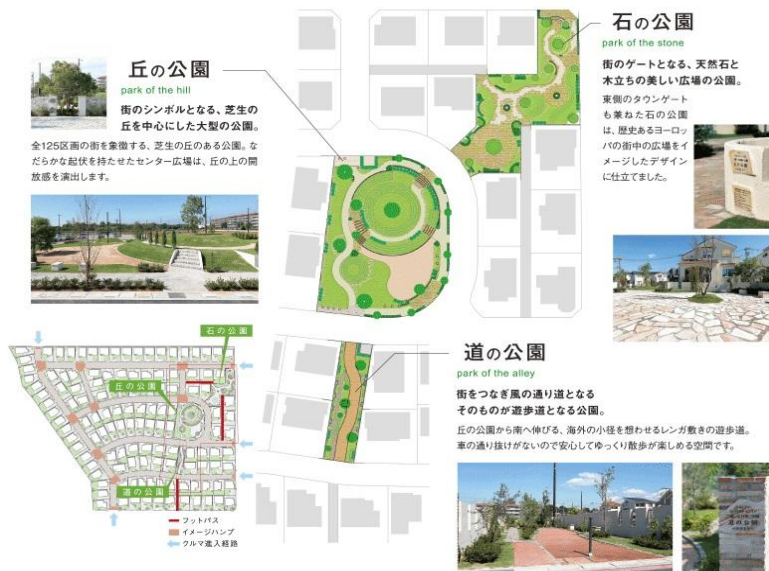 丘の公園
park of the hill
街のシンボルとなる、芝生の
丘を中心にした大型の公園。
全125区画の街を象徴する、芝生の丘のある公園。な
だらかな起伏を持たせたセンター広場は、丘の上の開
放感を演出します。
石の公園
park of the stone
街のゲートとなる、天然石と
木立ちの美しい広場の公園。
東側のタウンゲート
も兼ねた石の公園
は、歴史あるヨーロッ
パの街中の広場をイ
メージしたデザイン
に仕立てました。
道の公園
park of the alley
街をつなぎ風の通り道となる
そのものが遊歩道となる公園。
丘の公園から南へ伸びる、海外の小径を想わせるレンガ敷きの遊歩道。
車の通り抜けがないので安心してゆっくり散歩が楽しめる空間です。
石の公園
丘の公園
道の公園
フットパス
イメージハンプ
クルマ進入経路
道の公園